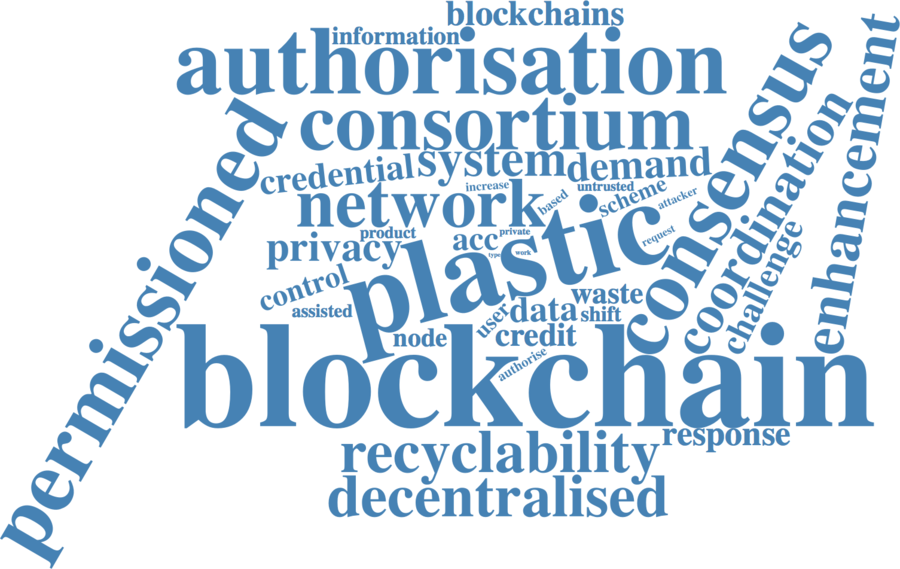 blockchains
information
authorisation
consortium
consensus
enhancement
permissioned
coordination
credential
system
demand
increase
untrusted
network
based
scheme
attacker
product
private
privacy
acc
type
work
plastic
request
challenge
control
assisted
user
data
waste
shift
node
credit
authorise
blockchain
response
recyclability
decentralised